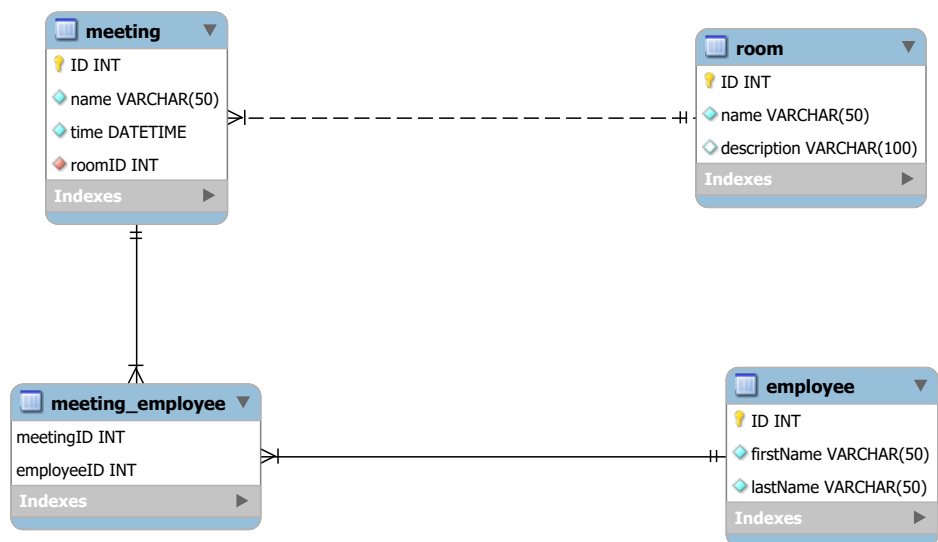 meeting
ID INT
name VARCHAR(50)
time DATETIME
roomID INT
Indexes
room
ID INT
name VARCHAR(50)
description VARCHAR(100)
Indexes
meeting_employee
meetingID INT
employeeID INT
Indexes
employee
ID INT
firstName VARCHAR(50)
lastName VARCHAR(50)
Indexes